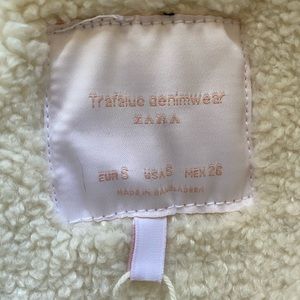 Trafaluc denimwear
ZARA
EUR S USA S MEX 26
MADE IN BANGLADESH